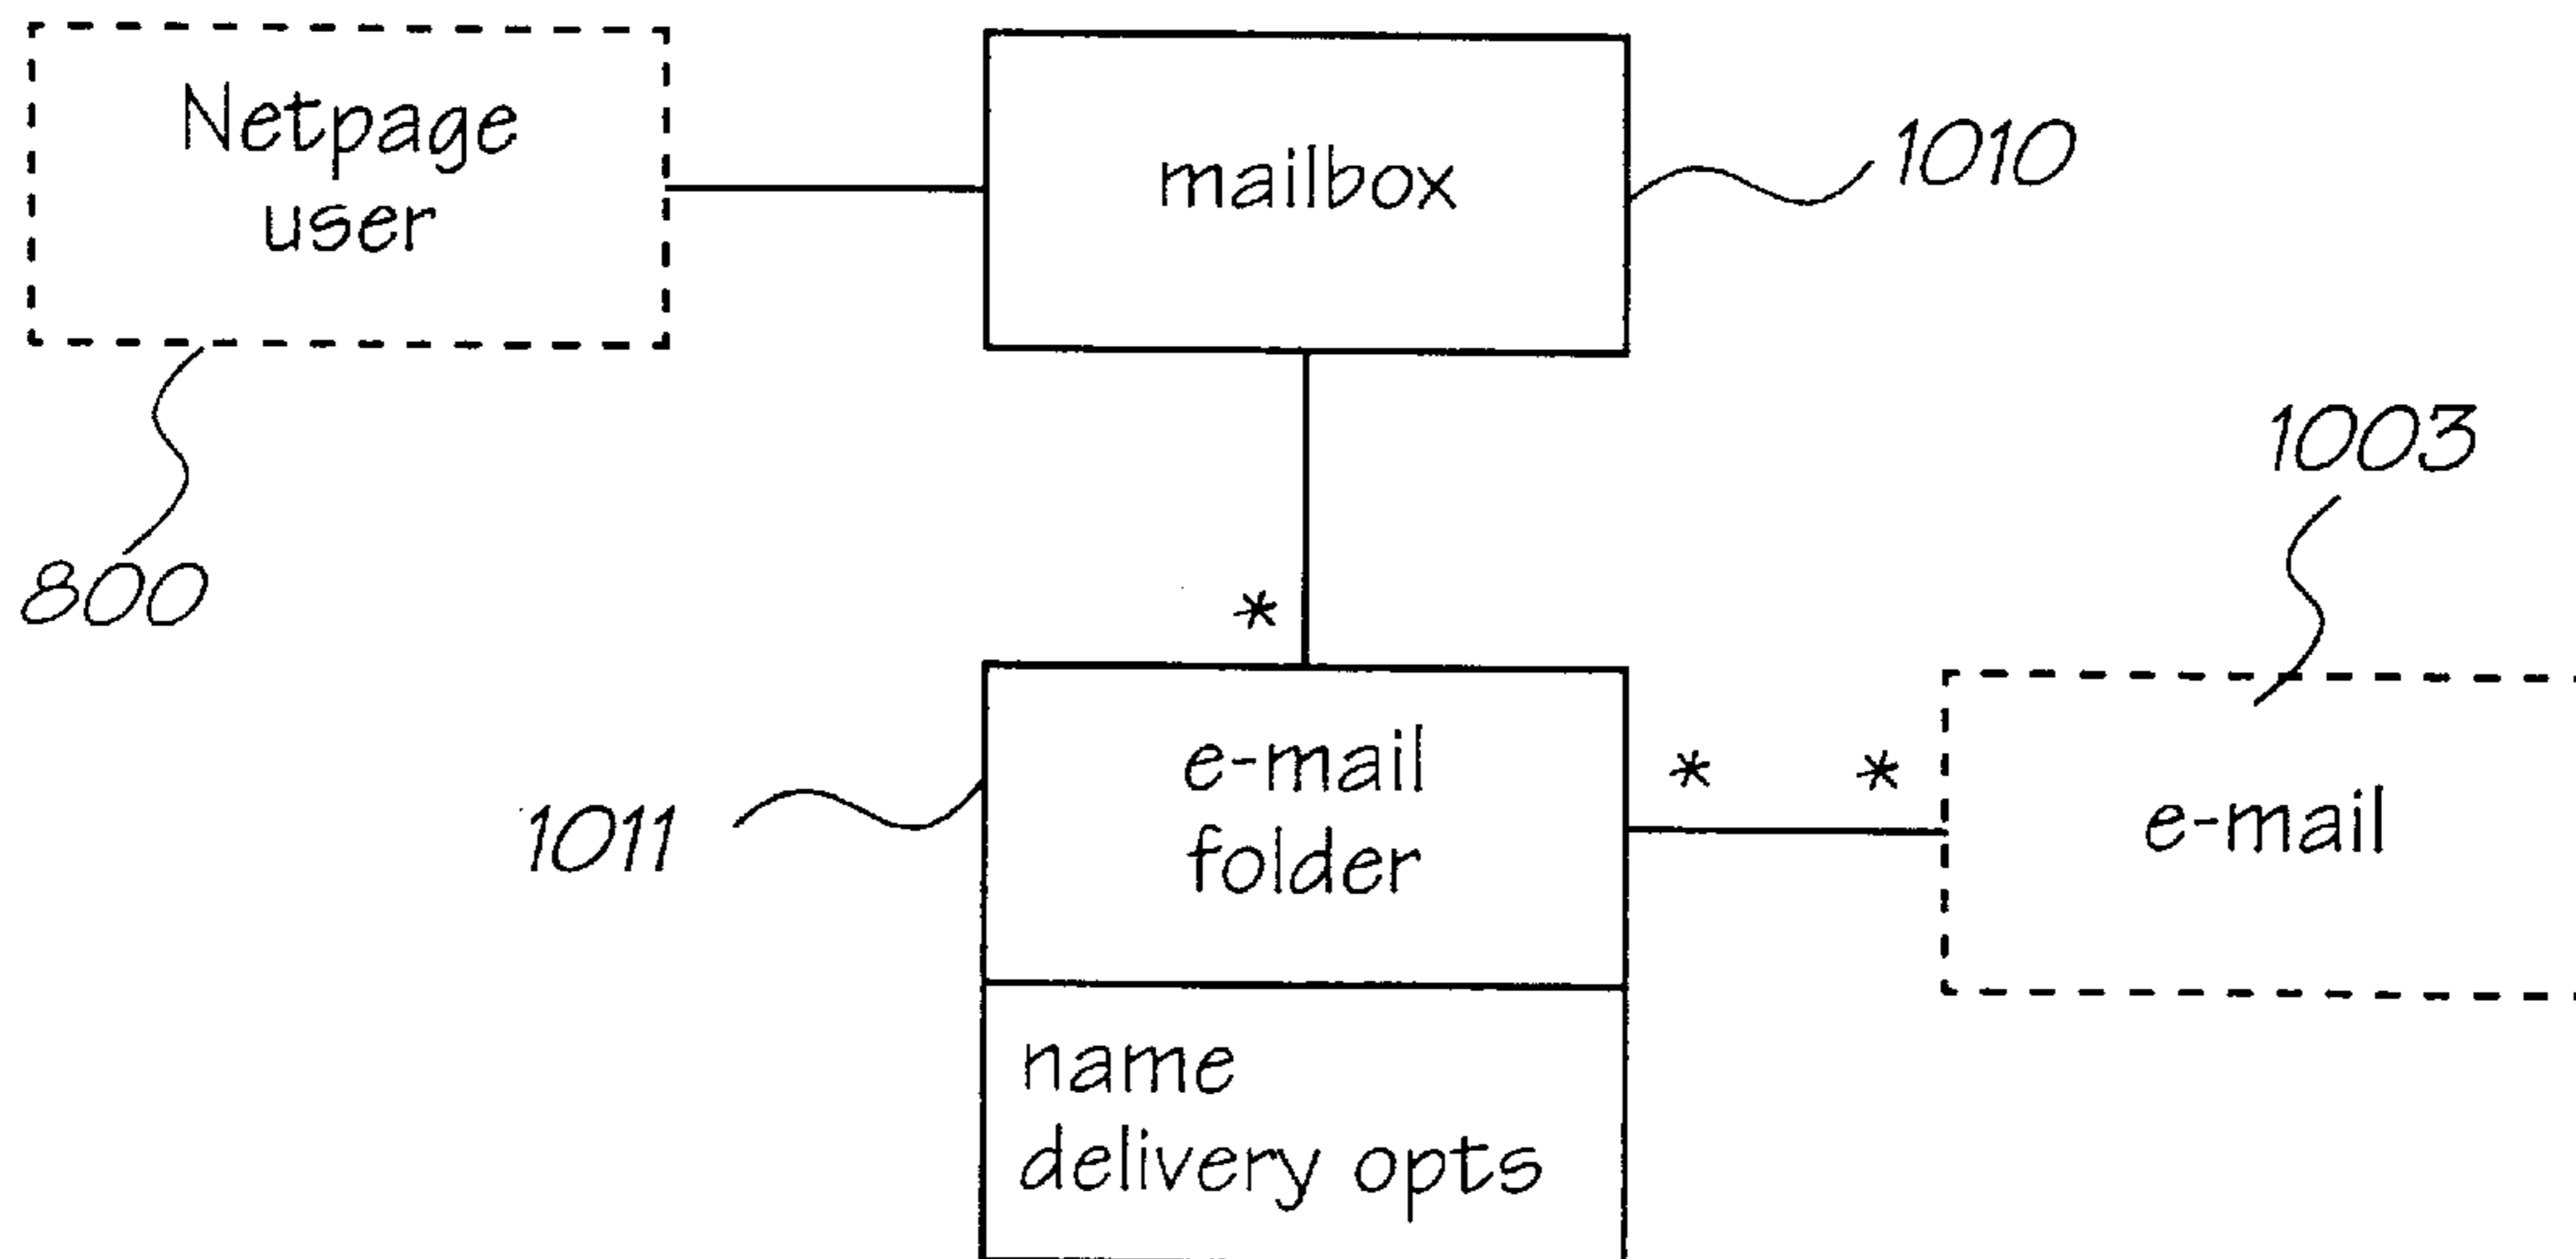 Netpage
user
mailbox
1010
800
1003
*
e-mail
folder
* *
e-mail
1011
name
delivery opts